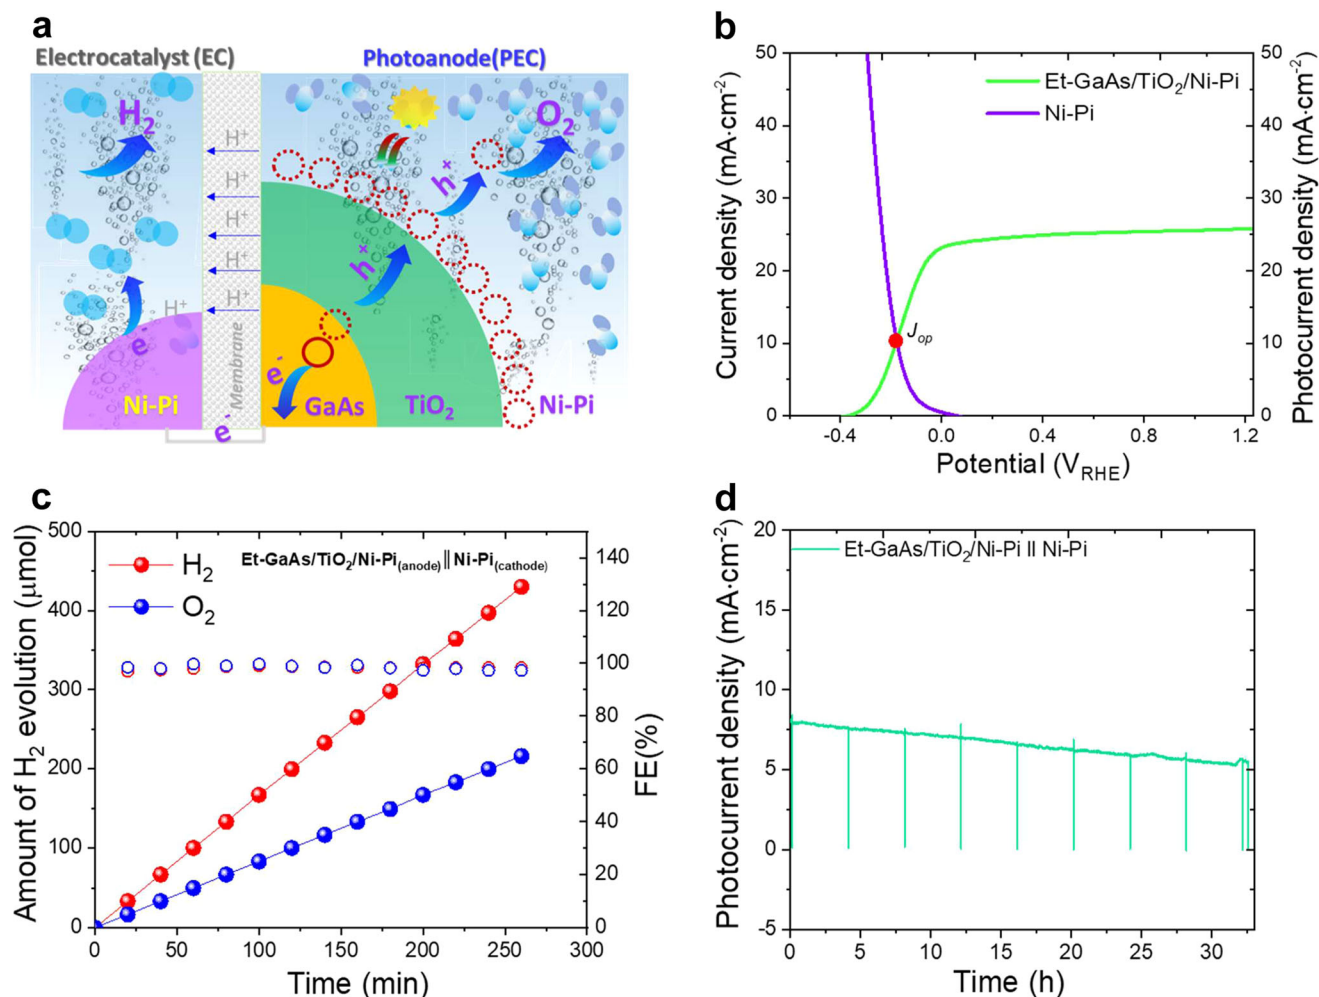 a
Electrocatalyst (EC)
Photoanode(PEC)
H2
O2
H+
H+
H+
H+
H+
H+
h+
h+
e-
e-
e-
Membrane
Ni-Pi
GaAs
TiO2
Ni-Pi
b
Et-GaAs/TiO2/Ni-Pi
Ni-Pi
Jop
Current density (mA·cm-2)
Photocurrent density (mA·cm-2)
50
40
30
20
10
0
50
40
30
20
10
0
-0.4
0.0
0.4
0.8
1.2
Potential (VRHE)
c
H2
O2
Et-GaAs/TiO2/Ni-Pi(anode)||Ni-Pi(cathode)
Amount of H2 evolution (μmol)
FE(%)
500
400
300
200
100
0
140
120
100
80
60
40
20
0
0
50
100
150
200
250
300
Time (min)
d
Et-GaAs/TiO2/Ni-Pi ll Ni-Pi
Photocurrent density (mA·cm-2)
20
15
10
5
0
-5
0
5
10
15
20
25
30
Time (h)